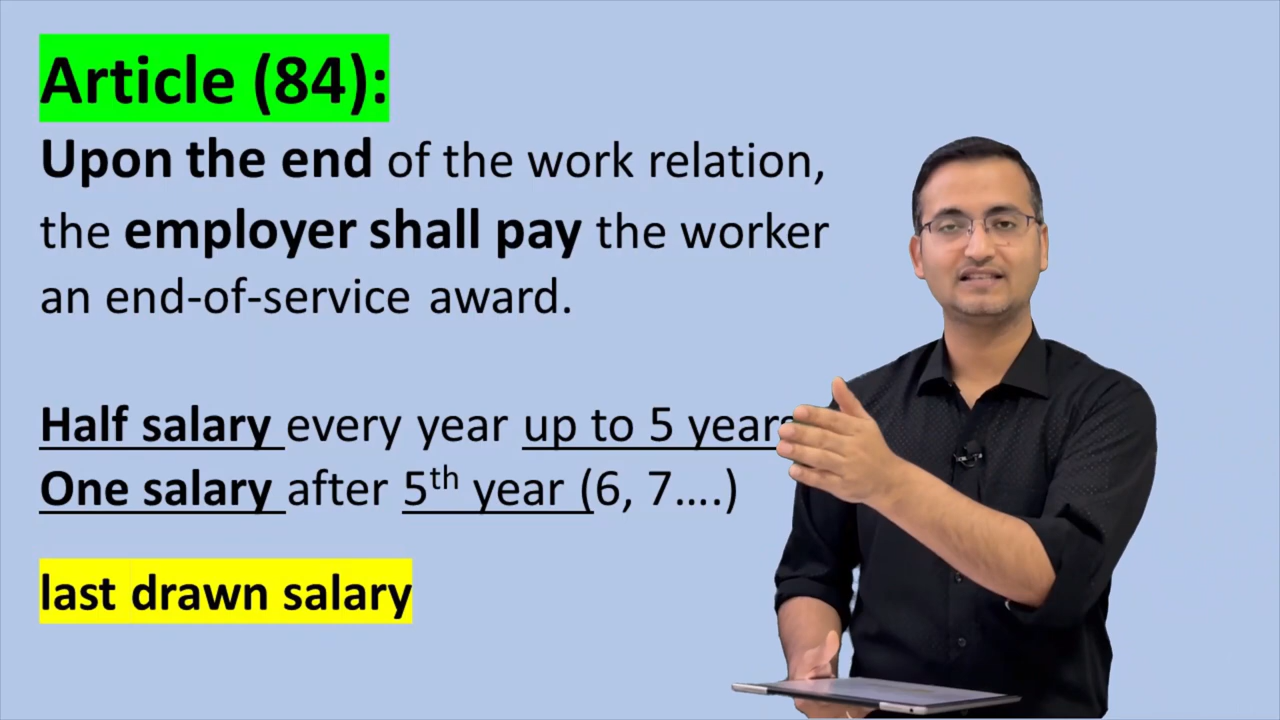 Article (84):
Upon the end of the work relation,
the employer shall pay the worker
an end-of-service award.
Half salary every year up to 5 years
One salary after 5th year (6, 7....)
last drawn salary